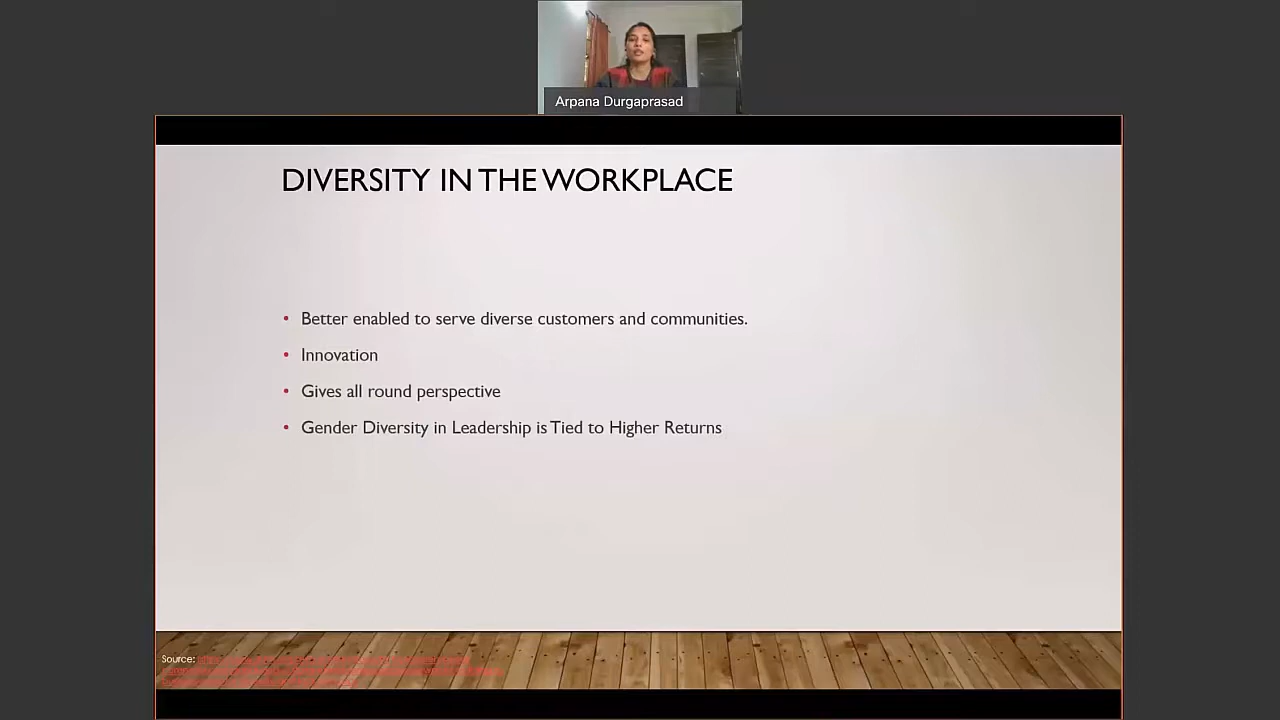 Arpana Durgaprasad
DIVERSITY IN THE WORKPLACE
• Better enabled to serve diverse customers and communities.
• Innovation
• Gives all round perspective
• Gender Diversity in Leadership is Tied to Higher Returns
Source: